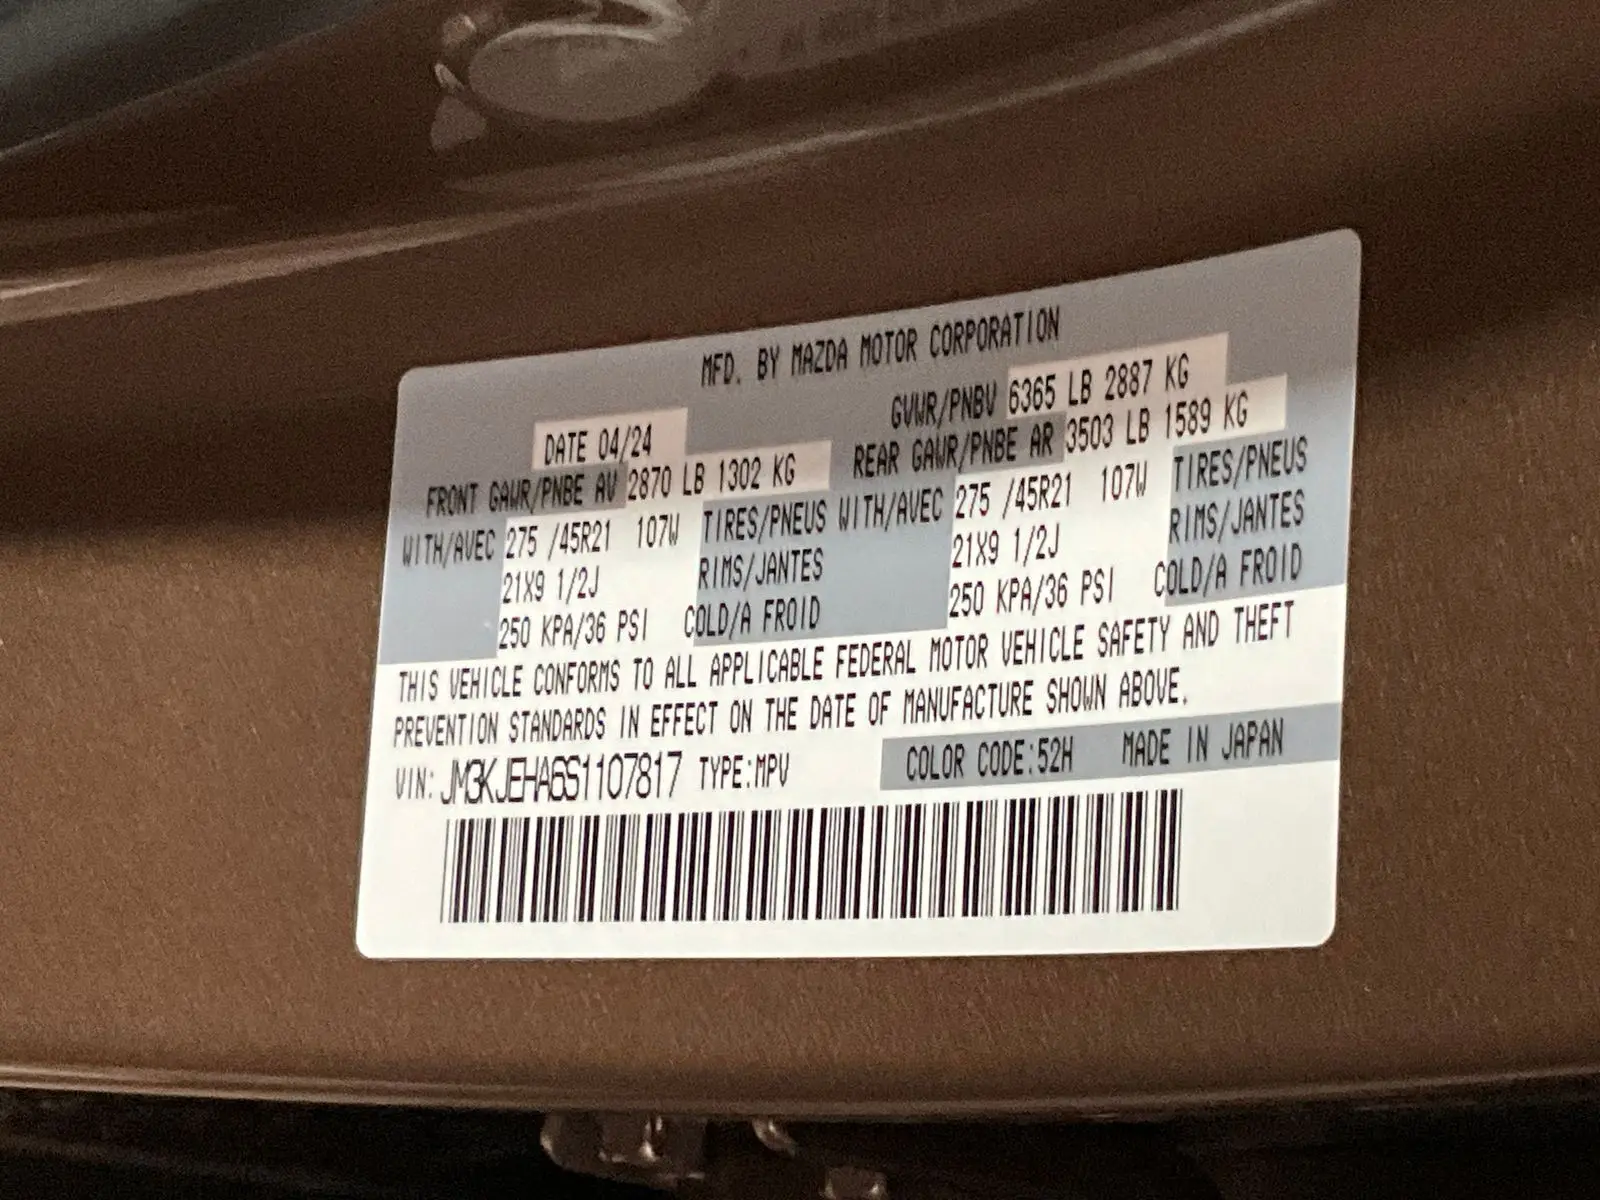 MFD. BY MAZDA MOTOR CORPORATION
DATE 04/24 GVWR/PNBV 6365 LB 2887 KG
FRONT GAWR/PNBE AV 2870 LB 1302 KG REAR GAWR/PNBE AR 3503 LB 1589 KG
WITH/AVEC 275 /45R21 107W TIRES/PNEUS WITH/AVEC 275 /45R21 107W TIRES/PNEUS
21X9 1/2J RIMS/JANTES 21X9 1/2J RIMS/JANTES
250 KPA/36 PSI COLD/A FROID 250 KPA/36 PSI COLD/A FROID
THIS VEHICLE CONFORMS TO ALL APPLICABLE FEDERAL MOTOR VEHICLE SAFETY AND THEFT
PREVENTION STANDARDS IN EFFECT ON THE DATE OF MANUFACTURE SHOWN ABOVE.
VIN: JM3KJEHA6S1107817 TYPE:MPV COLOR CODE:52H MADE IN JAPAN